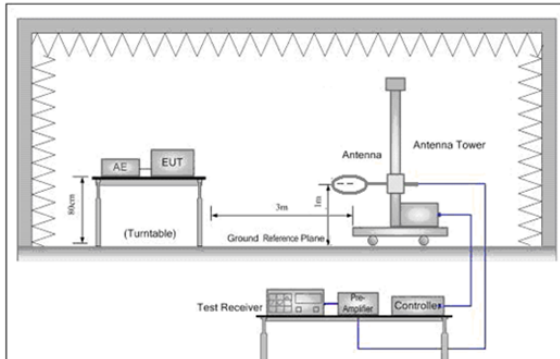 AE
EUT
80cm
(Turntable)
3m
Antenna
Antenna Tower
1m
Ground Reference Plane
Test Receiver
Pre-
Amplifier
Controller